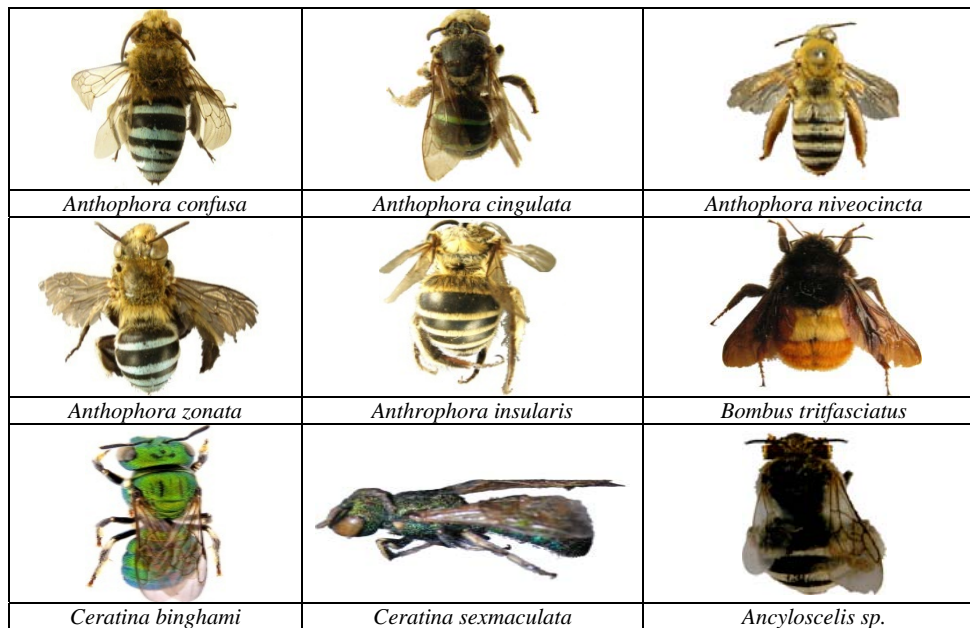 Anthophora confusa
Anthophora cingulata
Anthophora niveocincta
Anthophora zonata
Anthrophora insularis
Bombus tritfasciatus
Ceratina binghami
Ceratina sexmaculata
Ancyloscelis sp.